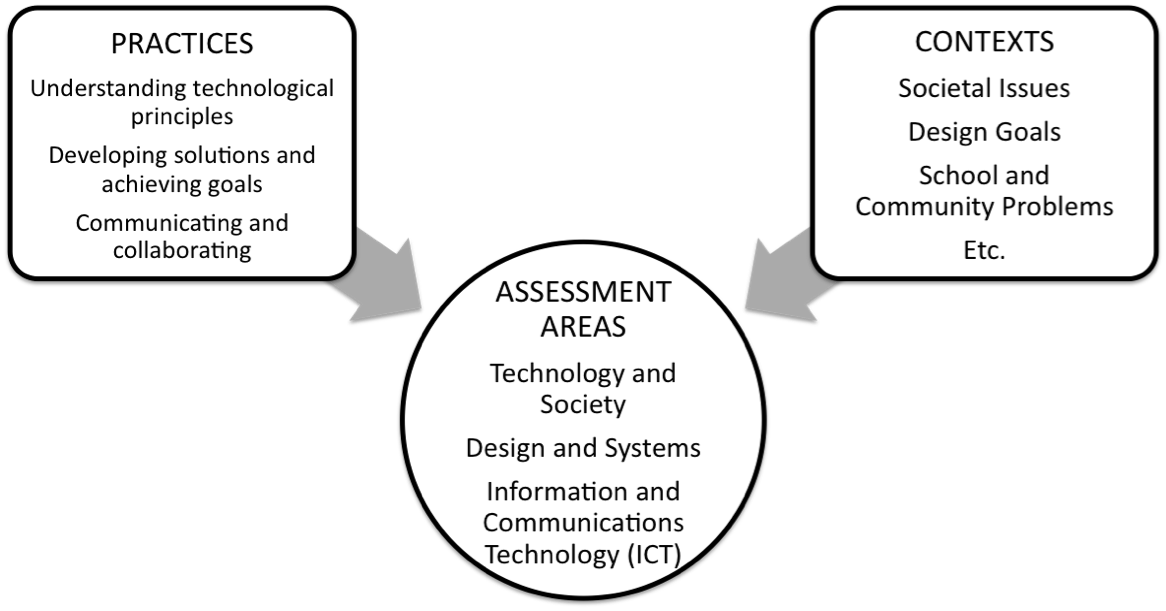 PRACTICES
Understanding technological
principles
Developing solutions and
achieving goals
Communicating and
collaborating
CONTEXTS
Societal Issues
Design Goals
School and
Community Problems
Etc.
ASSESSMENT
AREAS
Technology and
Society
Design and Systems
Information and
Communications
Technology (ICT)